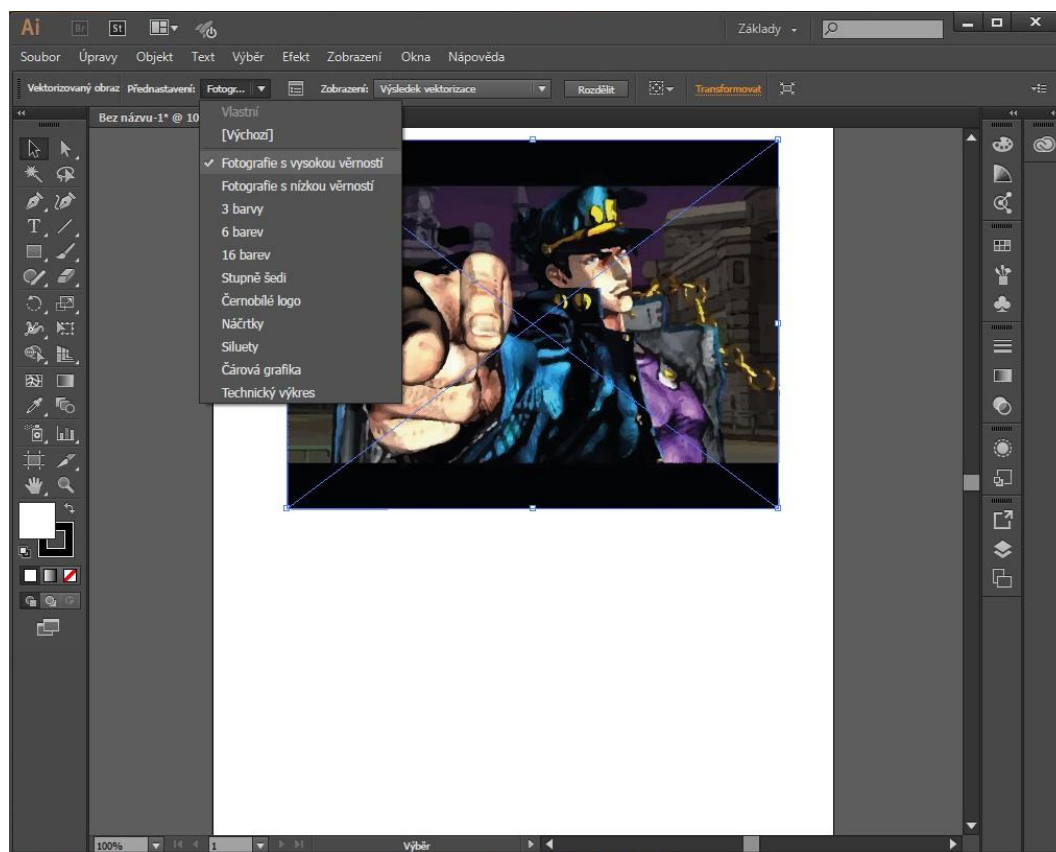 Ai Br St Základy
Soubor Úpravy Objekt Text Výběr Efekt Zobrazení Okna Nápověda
Vektorizovaný obraz Přednastavení: Fotogr... Zobrazení: Výsledek vektorizace Rozdělit Transformovat
Bez názvu-1* @ 10
Vlastní
[Výchozí]
Fotografie s vysokou věrností
Fotografie s nízkou věrností
3 barvy
6 barev
16 barev
Stupně šedi
Černobílé logo
Náčrtky
Siluety
Čárová grafika
Technický výkres
100% 1 Výběr